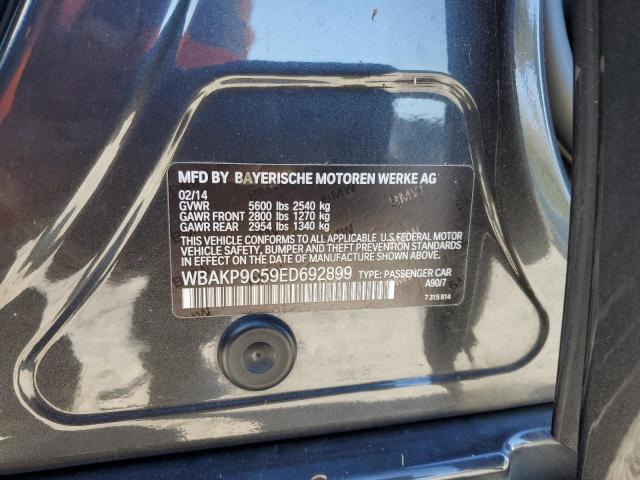 MFD BY BAYERISCHE MOTOREN WERKE AG
02/14
GVWR 5600 lbs 2540 kg
GAWR FRONT 2800 lbs 1270 kg
GAWR REAR 2954 lbs 1340 kg
THIS VEHICLE CONFORMS TO ALL APPLICABLE U.S. FEDERAL MOTOR
VEHICLE SAFETY, BUMPER AND THEFT PREVENTION STANDARDS
IN EFFECT ON THE DATE OF MANUFACTURE SHOWN ABOVE.
WBAKP9C59ED692899 TYPE: PASSENGER CAR
A90/7
7 315 814